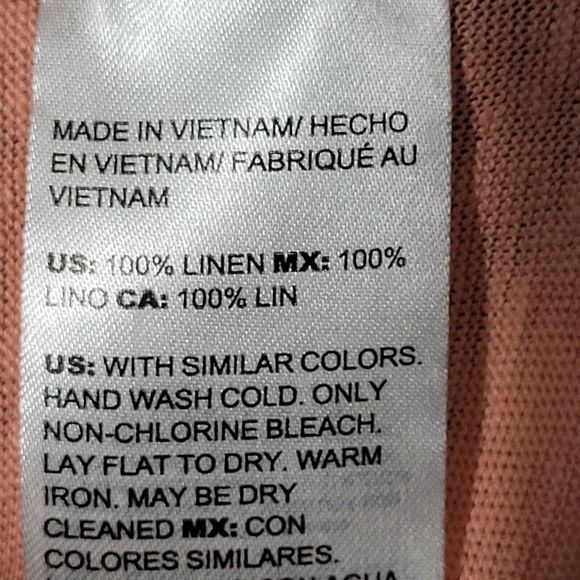 MADE IN VIETNAM/ HECHO
EN VIETNAM/ FABRIQUÉ AU
VIETNAM
US: 100% LINEN MX: 100%
LINO CA: 100% LIN
US: WITH SIMILAR COLORS.
HAND WASH COLD. ONLY
NON-CHLORINE BLEACH.
LAY FLAT TO DRY. WARM
IRON. MAY BE DRY
CLEANED MX: CON
COLORES SIMILARES.